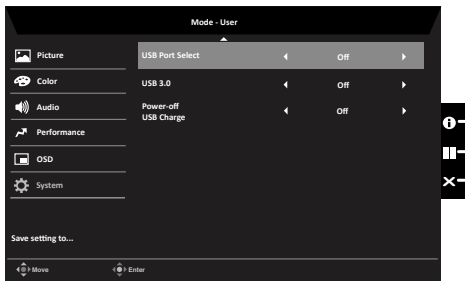 Mode - User
Picture
USB Port Select Off
Color
USB 3.0 Off
Audio
Power-off
USB Charge Off
Performance
OSD
System
Save setting to...
Move Enter